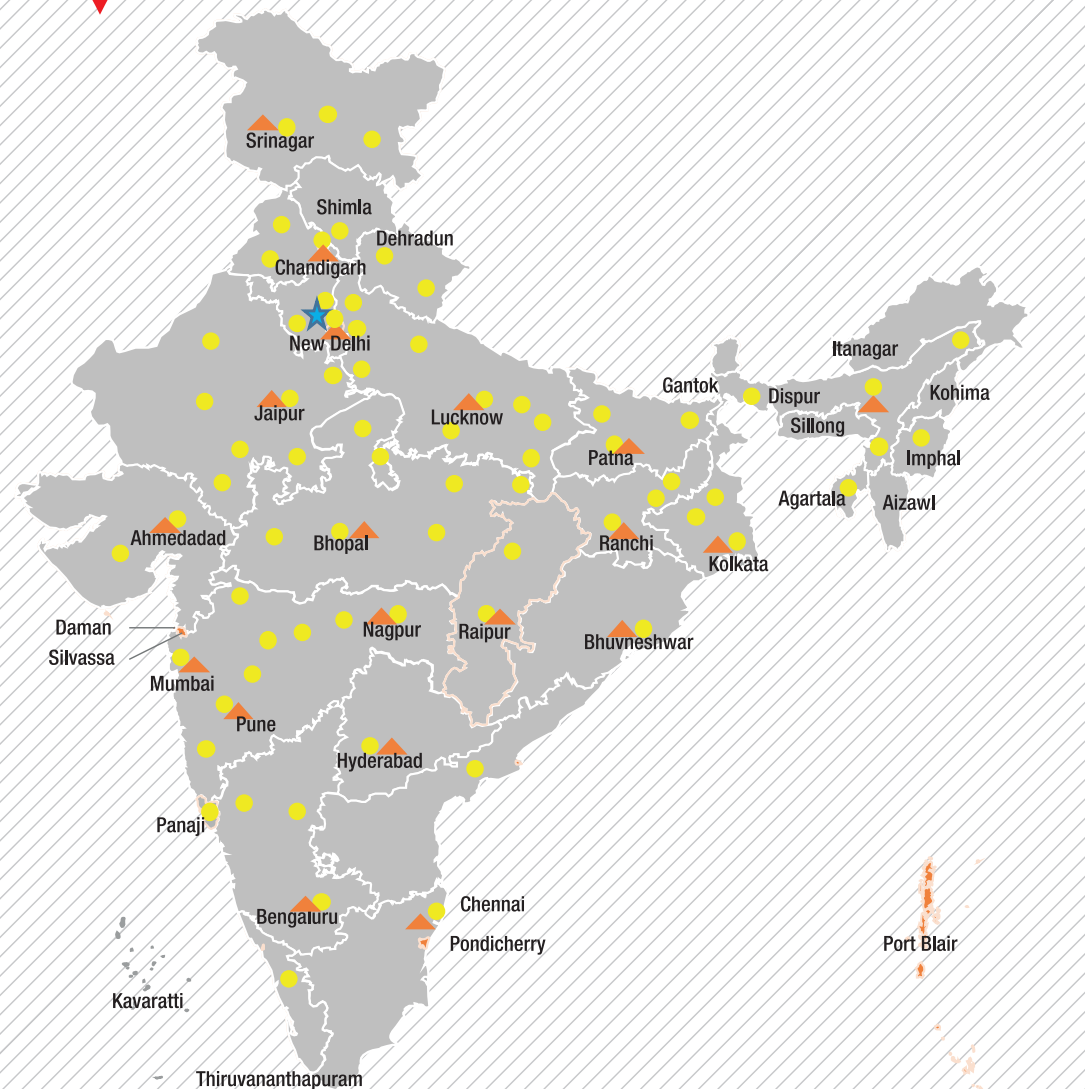 Srinagar
Shimla
Dehradun
Chandigarh
New Delhi
Itanagar
Gantok
Dispur
Kohima
Jaipur
Lucknow
Sillong
Patna
Imphal
Agartala
Aizawl
Ahmedadad
Bhopal
Ranchi
Kolkata
Daman
Nagpur
Raipur
Bhuvneshwar
Silvassa
Mumbai
Pune
Hyderabad
Panaji
Chennai
Bengaluru
Pondicherry
Port Blair
Kavaratti
Thiruvananthapuram